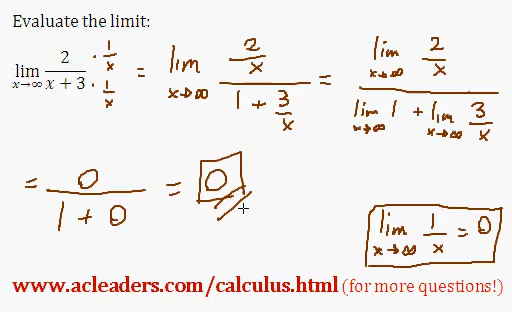 Evaluate the limit:
lim x→∞ 2/(x + 3) · (1/x)/(1/x) = lim x→∞ (2/x)/(1 + 3/x) = (lim x→∞ 2/x)/(lim x→∞ 1 + lim x→∞ 3/x)
= 0/(1 + 0) = 0
lim x→∞ 1/x = 0
www.acleaders.com/calculus.html (for more questions!)